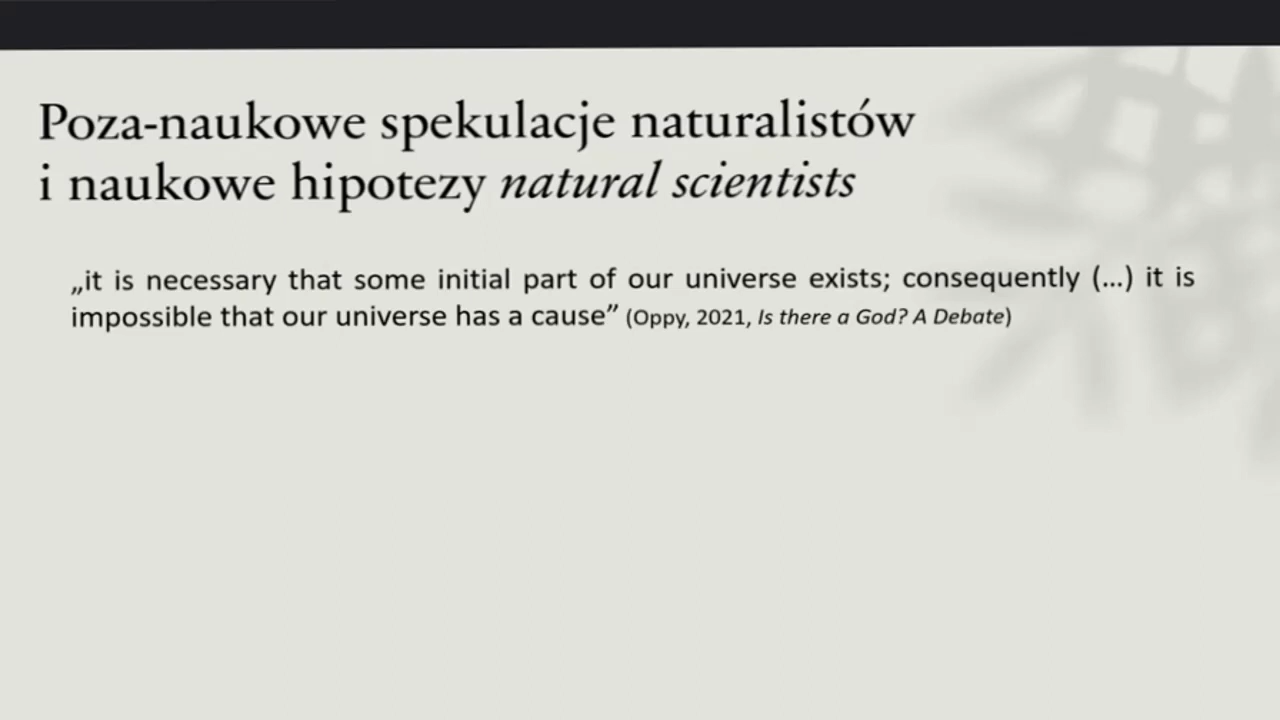 Poza-naukowe spekulacje naturalistów
i naukowe hipotezy natural scientists
„it is necessary that some initial part of our universe exists; consequently (...) it is
impossible that our universe has a cause” (Oppy, 2021, Is there a God? A Debate)